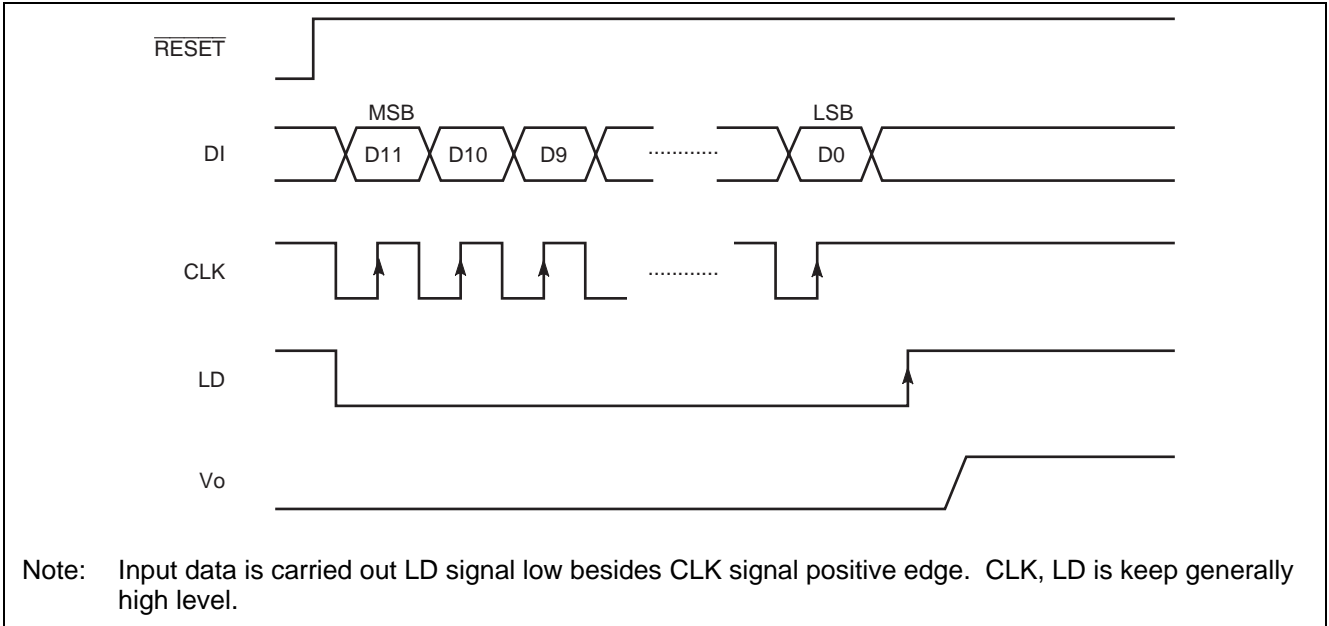 RESET
MSB LSB
DI D11 D10 D9 ............ D0
CLK ............
LD
Vo
Note: Input data is carried out LD signal low besides CLK signal positive edge. CLK, LD is keep generally
high level.